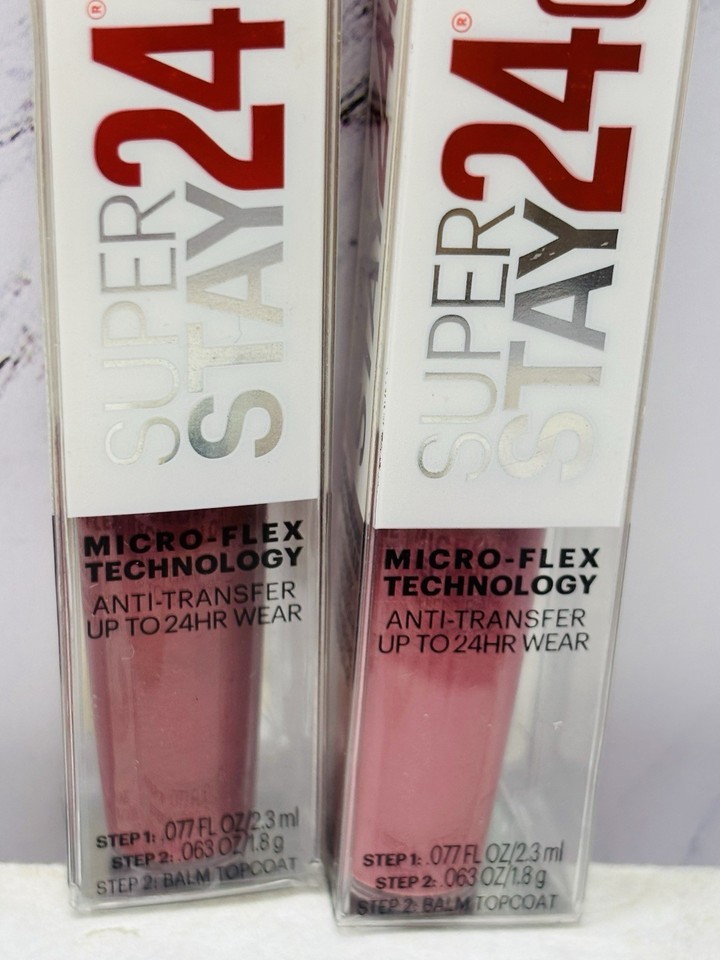 SUPER
STAY 24
®
MICRO-FLEX
TECHNOLOGY
ANTI-TRANSFER
UP TO 24HR WEAR
STEP 1: .077 FL OZ/2.3 ml
STEP 2: .063 OZ/1.8 g
STEP 2: BALM TOPCOAT
SUPER
STAY 24
®
MICRO-FLEX
TECHNOLOGY
ANTI-TRANSFER
UP TO 24HR WEAR
STEP 1: .077 FL OZ/2.3 ml
STEP 2: .063 OZ/1.8 g
STEP 2: BALM TOPCOAT